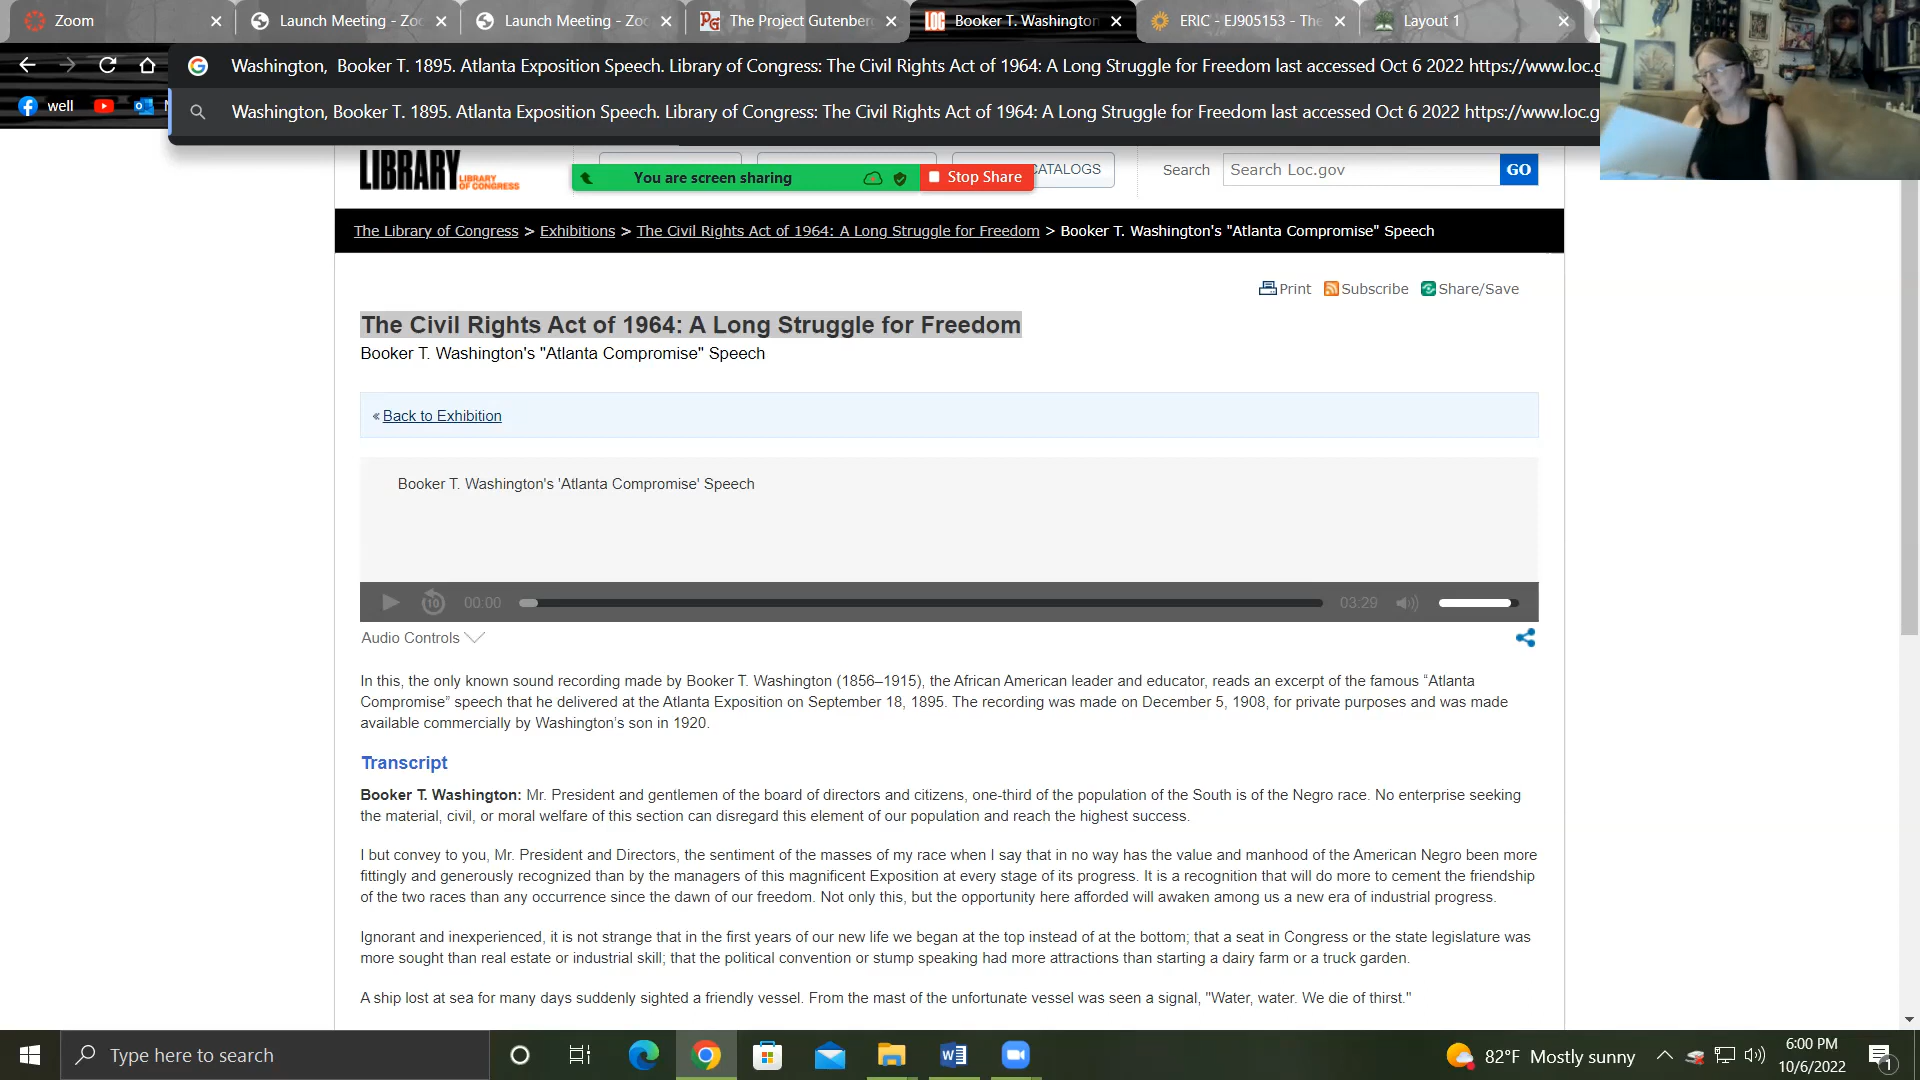 Zoom
Launch Meeting - Zoo
Launch Meeting - Zoo
The Project Gutenber
Booker T. Washington
ERIC - EJ905153 - The
Layout 1
Washington,  Booker T. 1895. Atlanta Exposition Speech. Library of Congress: The Civil Rights Act of 1964: A Long Struggle for Freedom last accessed Oct 6 2022 https://www.loc.g
well
Washington, Booker T. 1895. Atlanta Exposition Speech. Library of Congress: The Civil Rights Act of 1964: A Long Struggle for Freedom last accessed Oct 6 2022 https://www.loc.g
LIBRARY LIBRARY OF CONGRESS
You are screen sharing
Stop Share
CATALOGS
Search
Search Loc.gov
GO
The Library of Congress > Exhibitions > The Civil Rights Act of 1964: A Long Struggle for Freedom > Booker T. Washington's "Atlanta Compromise" Speech
Print Subscribe Share/Save
The Civil Rights Act of 1964: A Long Struggle for Freedom
Booker T. Washington's "Atlanta Compromise" Speech
« Back to Exhibition
Booker T. Washington's 'Atlanta Compromise' Speech
10 00:00 03:29
Audio Controls
In this, the only known sound recording made by Booker T. Washington (1856–1915), the African American leader and educator, reads an excerpt of the famous “Atlanta
Compromise” speech that he delivered at the Atlanta Exposition on September 18, 1895. The recording was made on December 5, 1908, for private purposes and was made
available commercially by Washington’s son in 1920.
Transcript
Booker T. Washington: Mr. President and gentlemen of the board of directors and citizens, one-third of the population of the South is of the Negro race. No enterprise seeking
the material, civil, or moral welfare of this section can disregard this element of our population and reach the highest success.
I but convey to you, Mr. President and Directors, the sentiment of the masses of my race when I say that in no way has the value and manhood of the American Negro been more
fittingly and generously recognized than by the managers of this magnificent Exposition at every stage of its progress. It is a recognition that will do more to cement the friendship
of the two races than any occurrence since the dawn of our freedom. Not only this, but the opportunity here afforded will awaken among us a new era of industrial progress.
Ignorant and inexperienced, it is not strange that in the first years of our new life we began at the top instead of at the bottom; that a seat in Congress or the state legislature was
more sought than real estate or industrial skill; that the political convention or stump speaking had more attractions than starting a dairy farm or a truck garden.
A ship lost at sea for many days suddenly sighted a friendly vessel. From the mast of the unfortunate vessel was seen a signal, "Water, water. We die of thirst."
Type here to search
82°F Mostly sunny
6:00 PM
10/6/2022
1